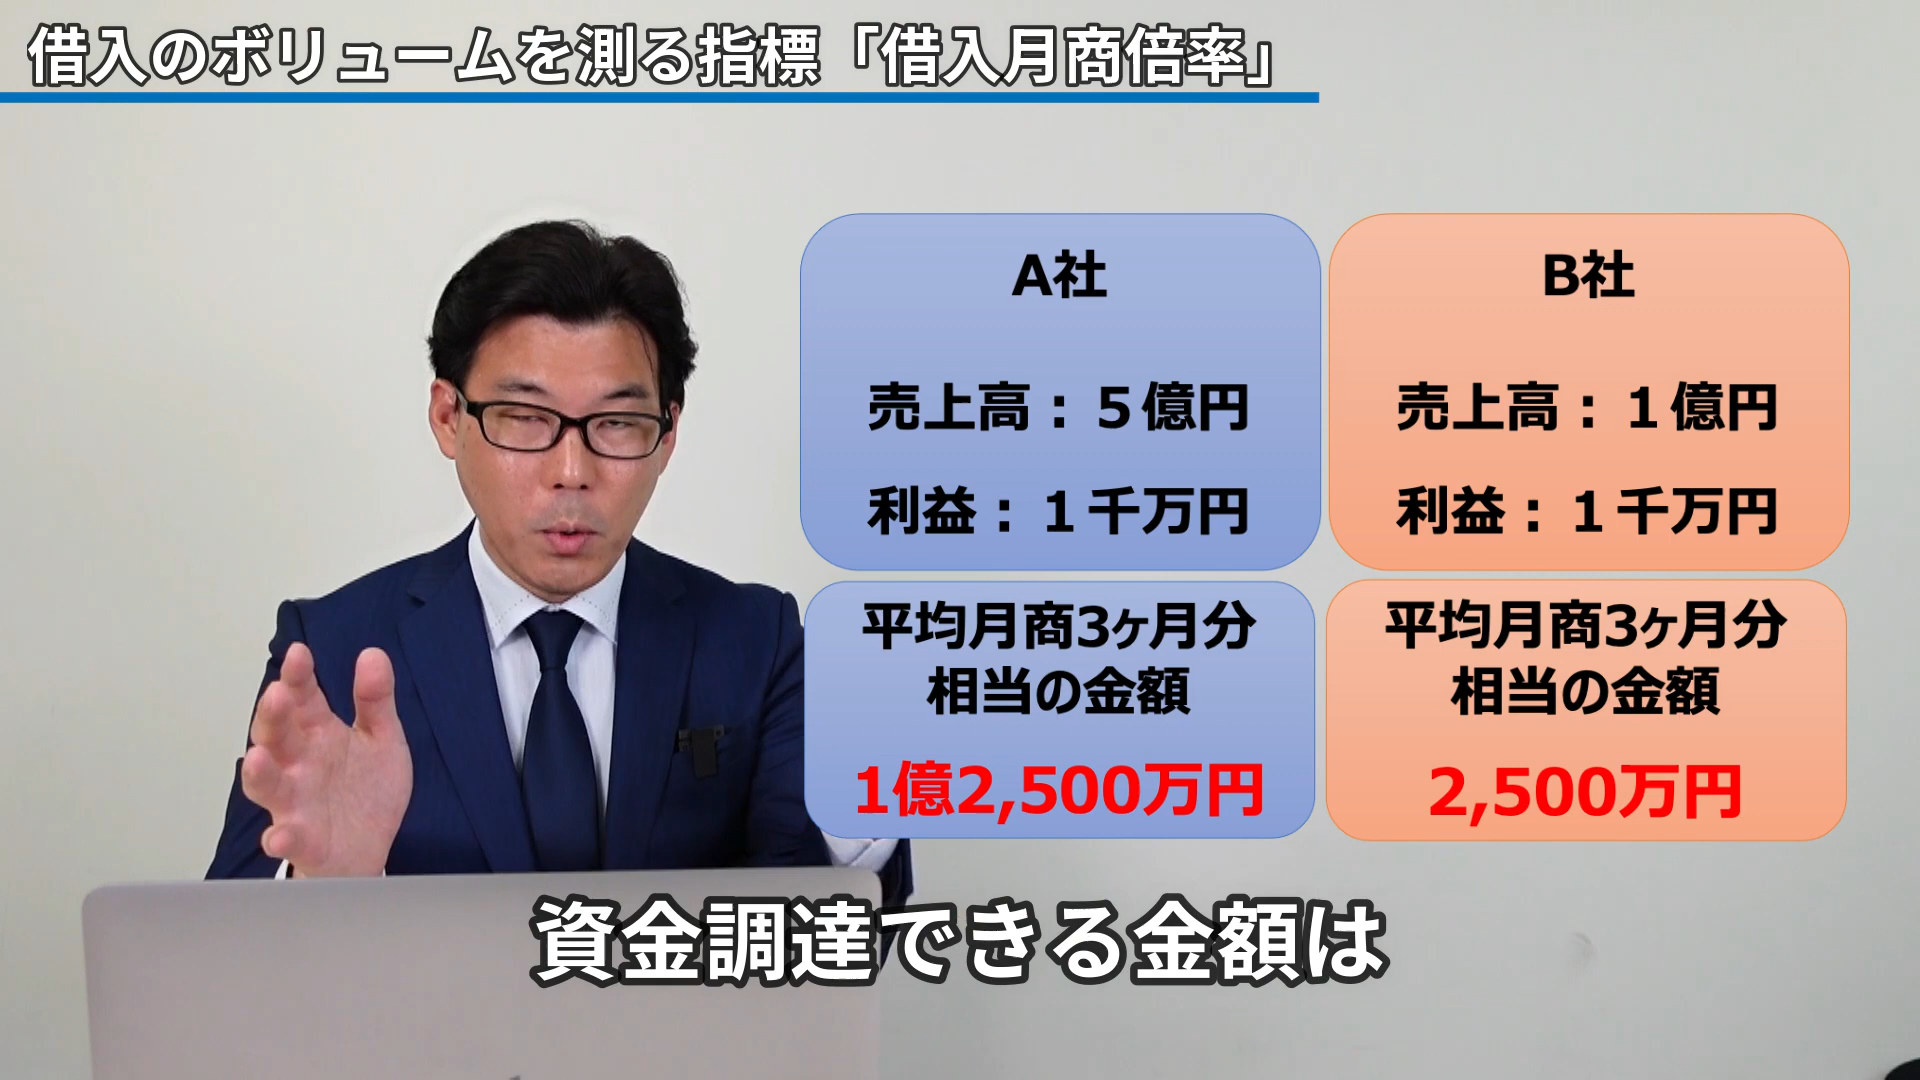 借入のボリュームを測る指標「借入月商倍率」
A社
売上高：５億円
利益：１千万円
B社
売上高：１億円
利益：１千万円
平均月商3ヶ月分
相当の金額
1億2,500万円
平均月商3ヶ月分
相当の金額
2,500万円
資金調達できる金額は